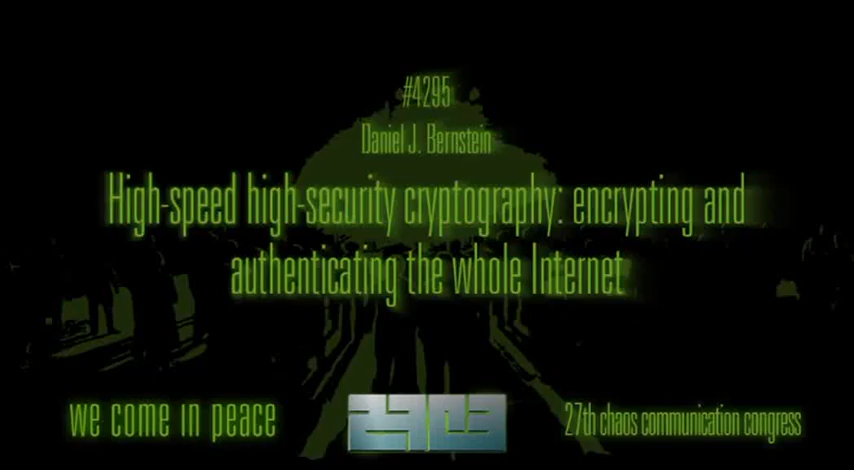 #4295
Daniel J. Bernstein
High-speed high-security cryptography: encrypting and
authenticating the whole Internet
we come in peace
27c3
27th chaos communication congress